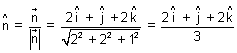 n̂ = n⃗ / |n⃗| = (2î + ĵ + 2k̂) / √(2² + 2² + 1²) = (2î + ĵ + 2k̂) / 3